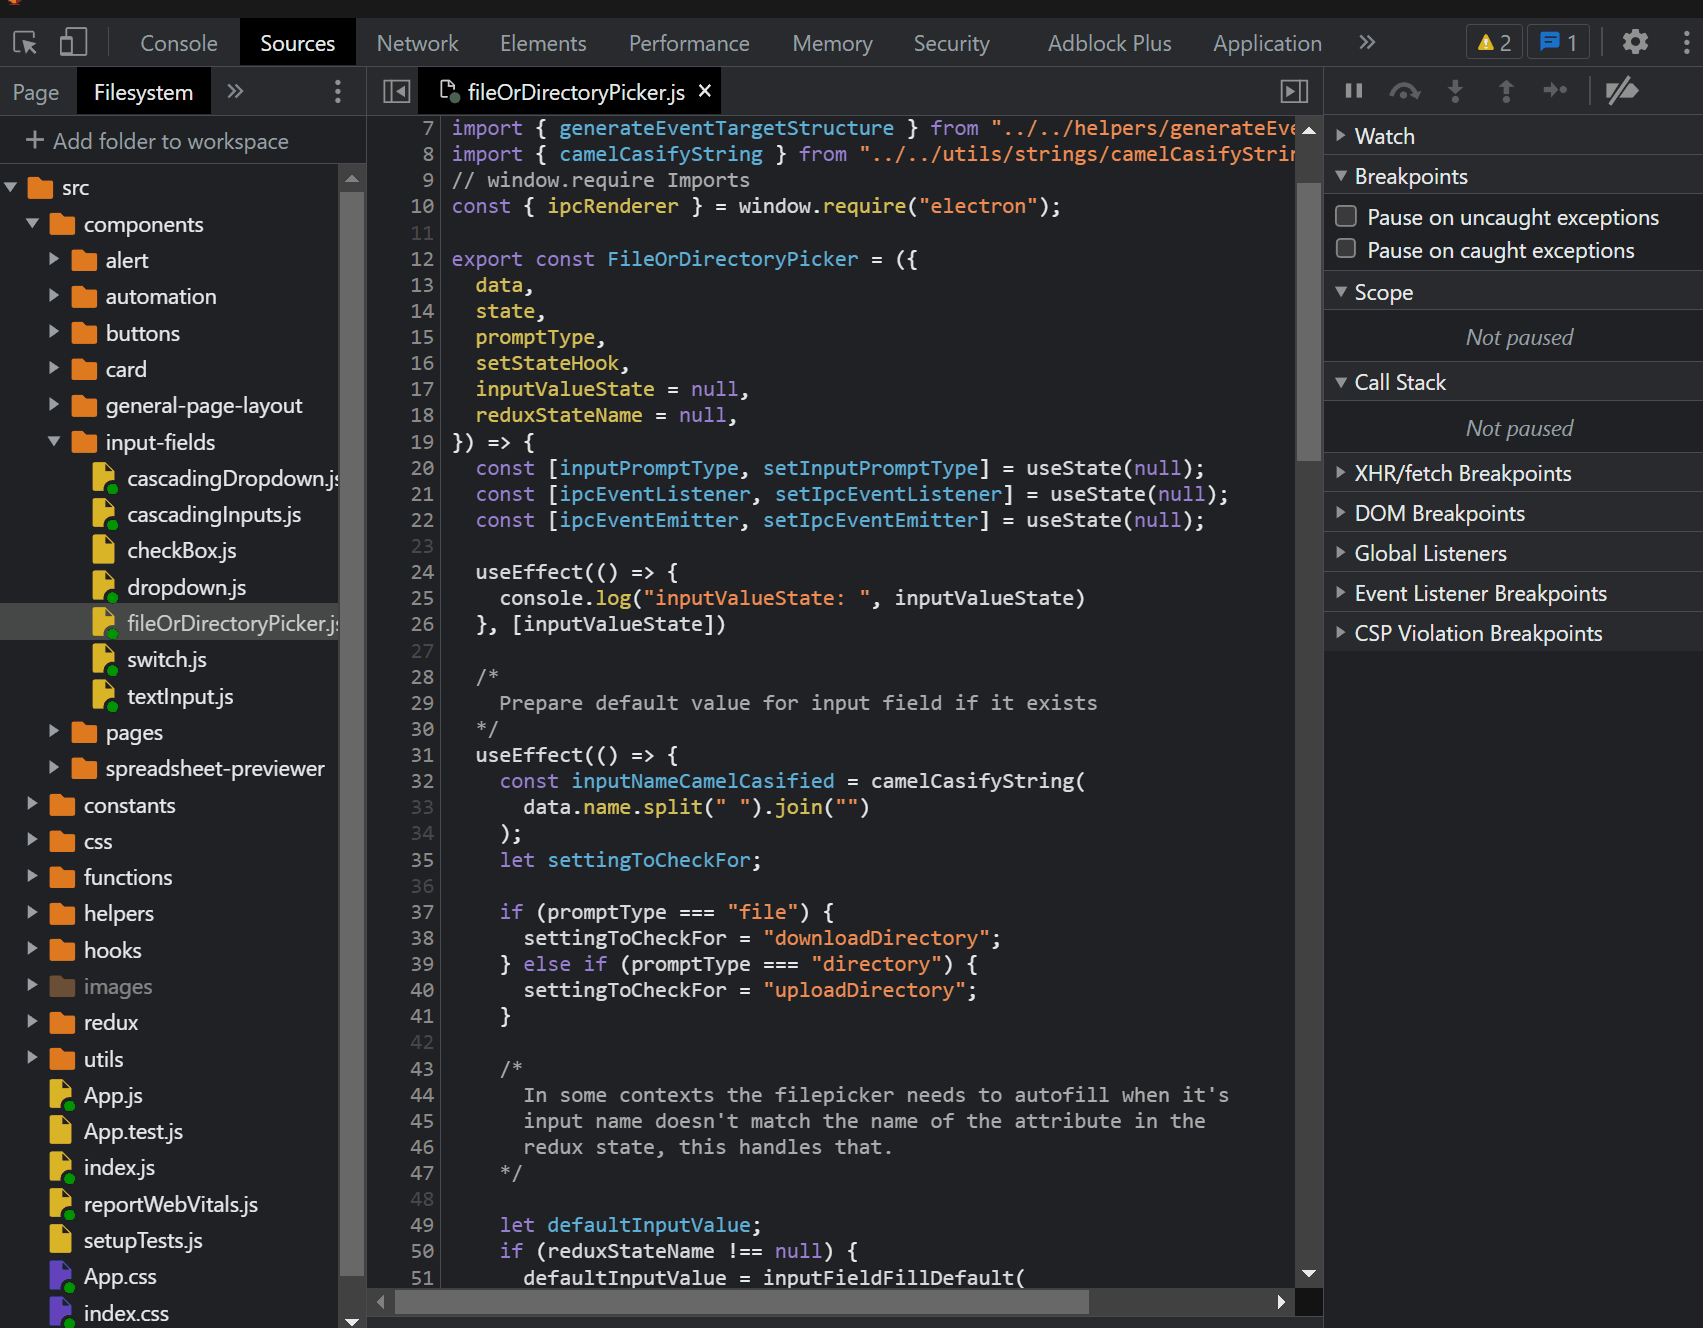 Console Sources Network Elements Performance Memory Security Adblock Plus Application 2 1
Page Filesystem
Add folder to workspace
src
components
alert
automation
buttons
card
general-page-layout
input-fields
cascadingDropdown.js
cascadingInputs.js
checkBox.js
dropdown.js
fileOrDirectoryPicker.js
switch.js
textInput.js
pages
spreadsheet-previewer
constants
css
functions
helpers
hooks
images
redux
utils
App.js
App.test.js
index.js
reportWebVitals.js
setupTests.js
App.css
index.css
fileOrDirectoryPicker.js ×
7 import { generateEventTargetStructure } from "../../helpers/generateEve
8 import { camelCasifyString } from "../../utils/strings/camelCasifyStrin
9 // window.require Imports
10 const { ipcRenderer } = window.require("electron");
11
12 export const FileOrDirectoryPicker = ({
13 data,
14 state,
15 promptType,
16 setStateHook,
17 inputValueState = null,
18 reduxStateName = null,
19 }) => {
20 const [inputPromptType, setInputPromptType] = useState(null);
21 const [ipcEventListener, setIpcEventListener] = useState(null);
22 const [ipcEventEmitter, setIpcEventEmitter] = useState(null);
23
24 useEffect(() => {
25 console.log("inputValueState: ", inputValueState)
26 }, [inputValueState])
27
28 /*
29 Prepare default value for input field if it exists
30 */
31 useEffect(() => {
32 const inputNameCamelCasified = camelCasifyString(
33 data.name.split(" ").join("")
34 );
35 let settingToCheckFor;
36
37 if (promptType === "file") {
38 settingToCheckFor = "downloadDirectory";
39 } else if (promptType === "directory") {
40 settingToCheckFor = "uploadDirectory";
41 }
42
43 /*
44 In some contexts the filepicker needs to autofill when it's
45 input name doesn't match the name of the attribute in the
46 redux state, this handles that.
47 */
48
49 let defaultInputValue;
50 if (reduxStateName !== null) {
51 defaultInputValue = inputFieldFillDefault(
Watch
Breakpoints
Pause on uncaught exceptions
Pause on caught exceptions
Scope
Not paused
Call Stack
Not paused
XHR/fetch Breakpoints
DOM Breakpoints
Global Listeners
Event Listener Breakpoints
CSP Violation Breakpoints